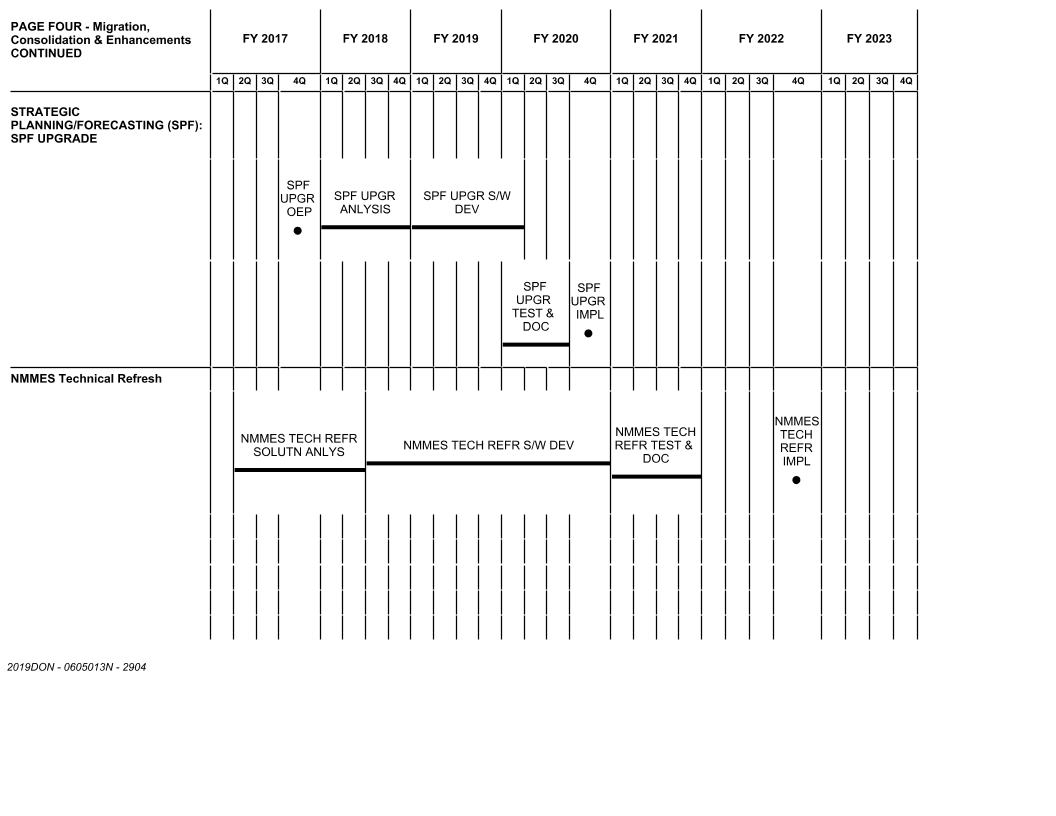 PAGE FOUR - Migration,
Consolidation & Enhancements
CONTINUED
FY 2017 FY 2018 FY 2019 FY 2020 FY 2021 FY 2022 FY 2023
1Q 2Q 3Q 4Q 1Q 2Q 3Q 4Q 1Q 2Q 3Q 4Q 1Q 2Q 3Q 4Q 1Q 2Q 3Q 4Q 1Q 2Q 3Q 4Q 1Q 2Q 3Q 4Q
STRATEGIC
PLANNING/FORECASTING (SPF):
SPF UPGRADE
SPF
UPGR
OEP
SPF UPGR
ANLYSIS
SPF UPGR S/W
DEV
SPF
UPGR
TEST &
DOC
SPF
UPGR
IMPL
NMMES Technical Refresh
NMMES TECH REFR
SOLUTN ANLYS
NMMES TECH REFR S/W DEV
NMMES TECH
REFR TEST &
DOC
NMMES
TECH
REFR
IMPL
2019DON - 0605013N - 2904